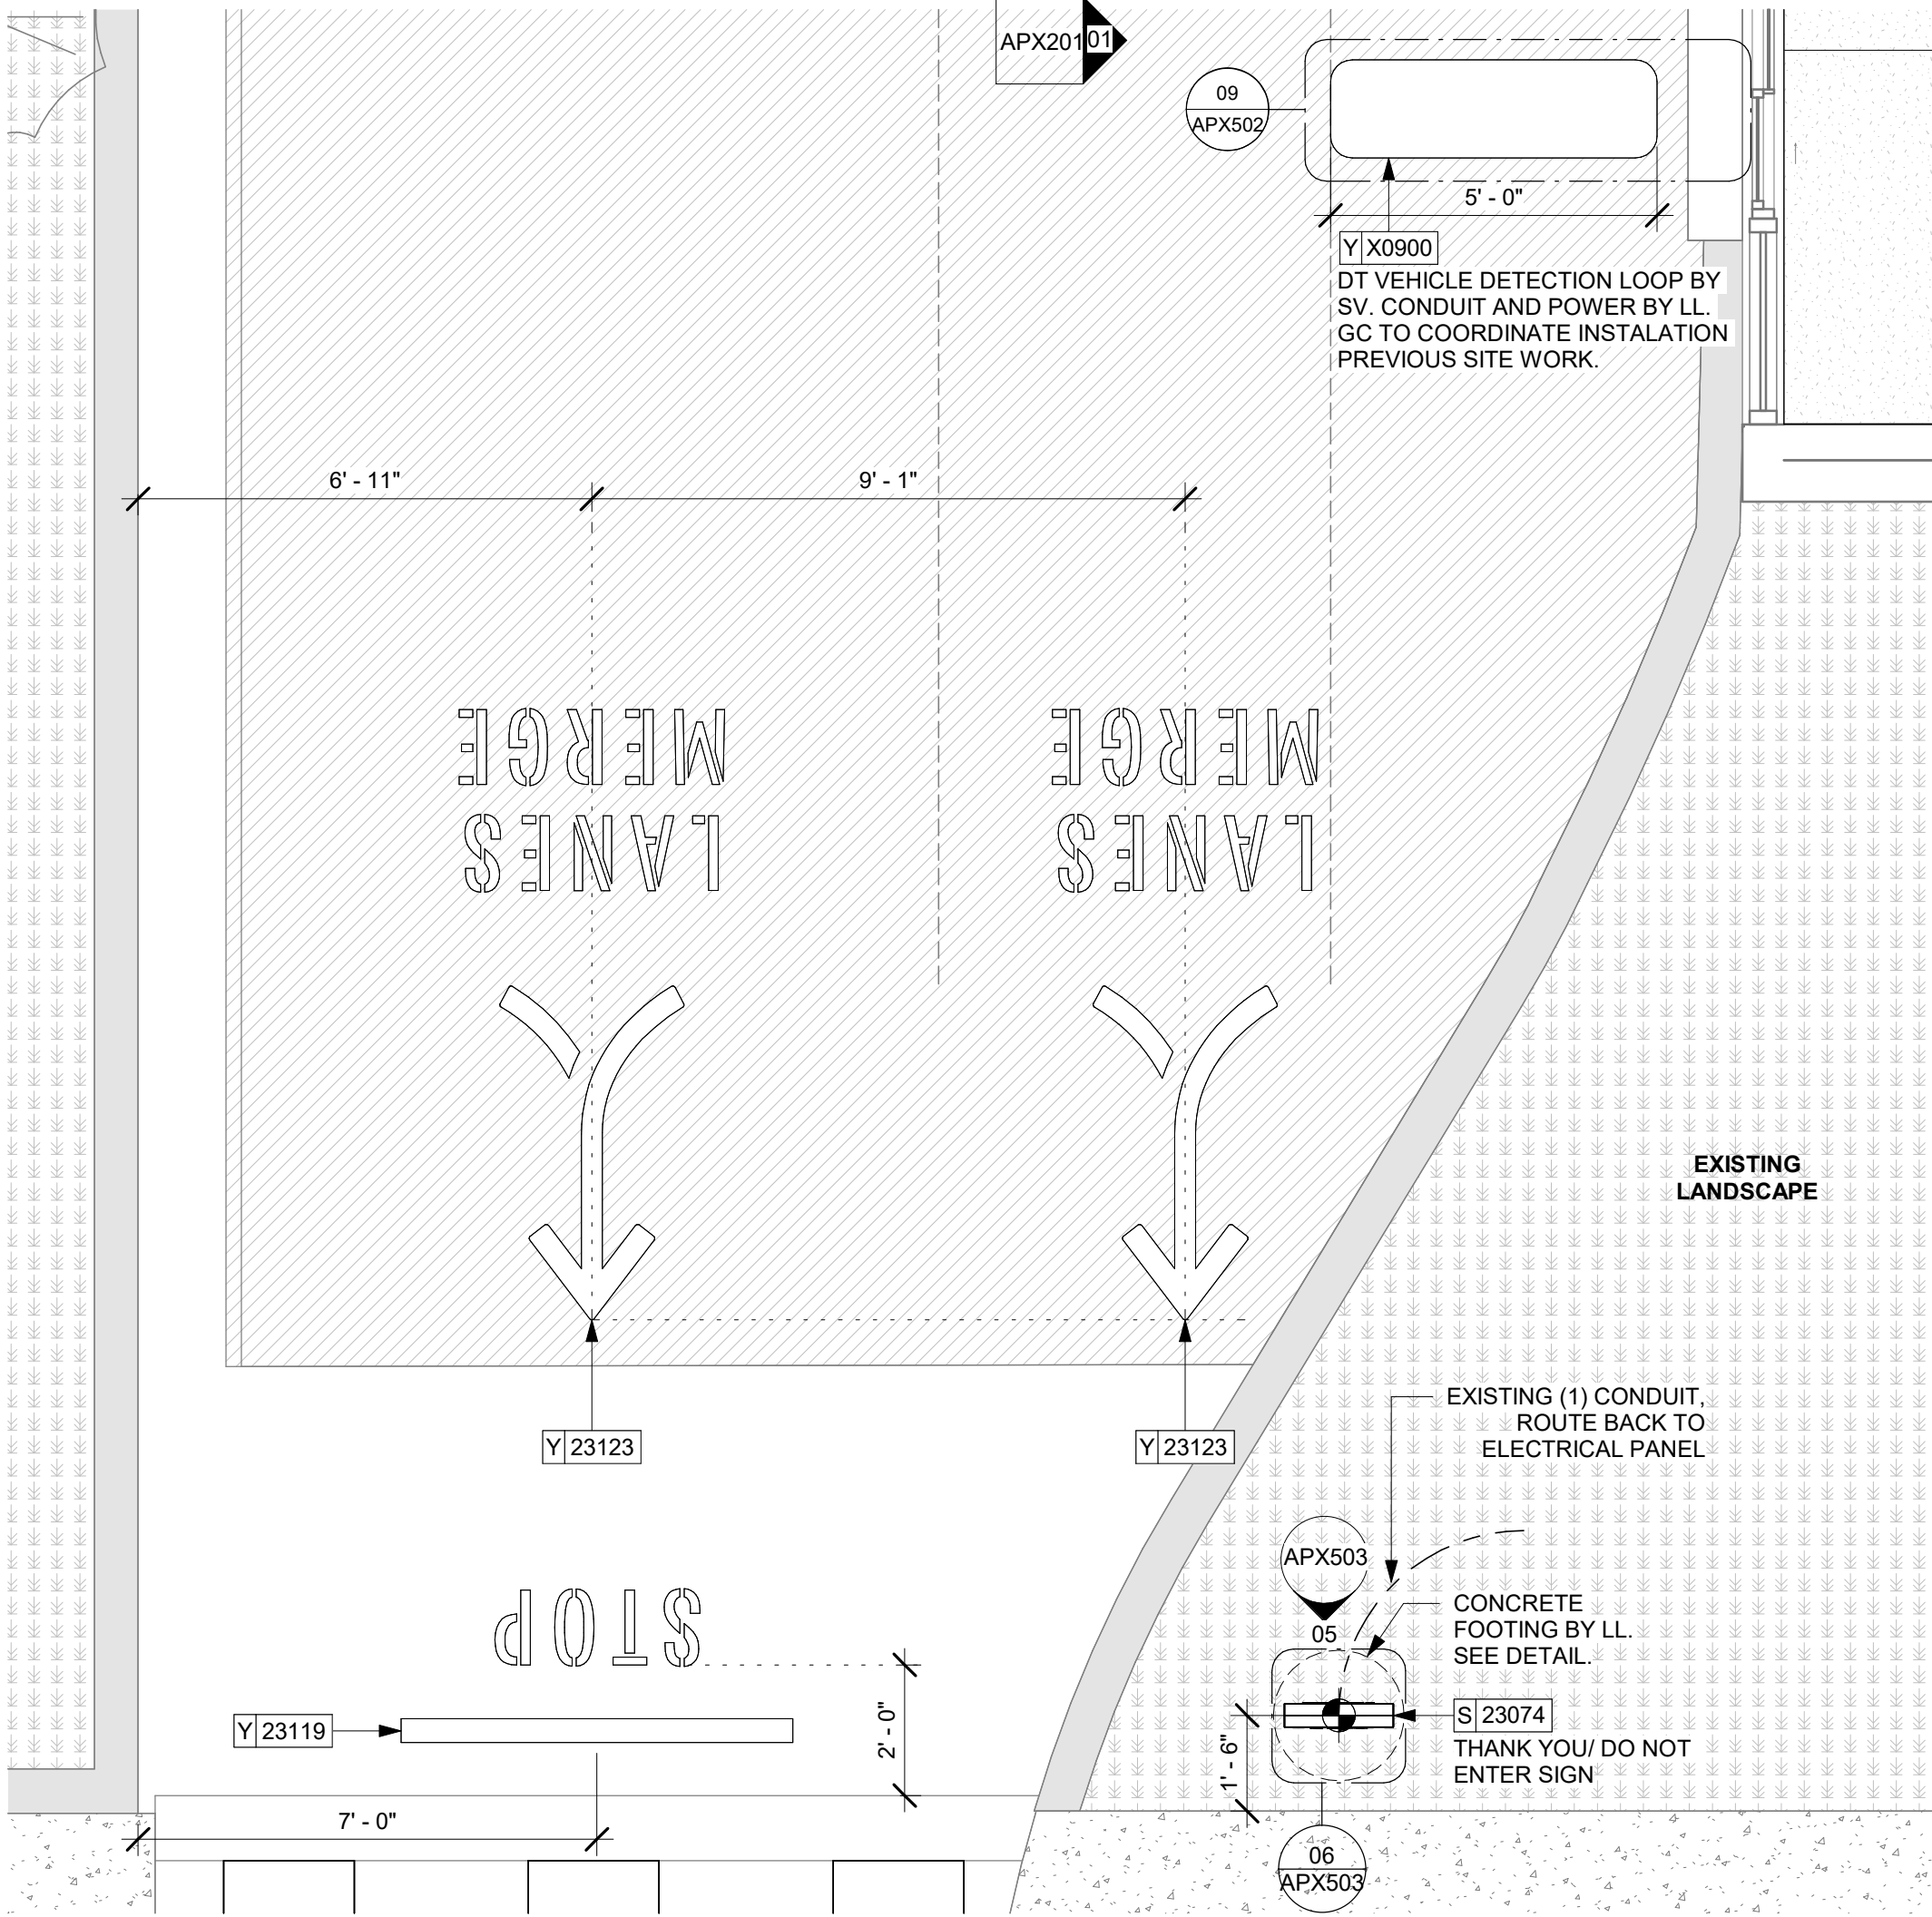 APX201 01
09
APX502
5' - 0"
Y X0900
DT VEHICLE DETECTION LOOP BY
SV. CONDUIT AND POWER BY LL.
GC TO COORDINATE INSTALATION
PREVIOUS SITE WORK.
6' - 11"
9' - 1"
MERGE
LANES
MERGE
LANES
EXISTING
LANDSCAPE
Y 23123
Y 23123
EXISTING (1) CONDUIT,
ROUTE BACK TO
ELECTRICAL PANEL
APX503
05
CONCRETE
FOOTING BY LL.
SEE DETAIL.
STOP
Y 23119
2' - 0"
1' - 6"
S 23074
THANK YOU/ DO NOT
ENTER SIGN
7' - 0"
06
APX503